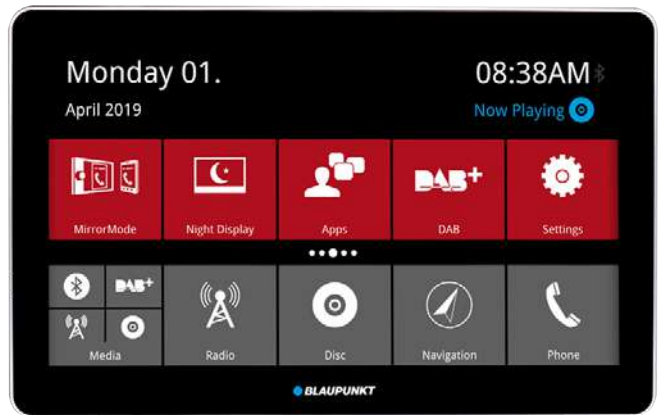 Monday 01.
08:38AM
April 2019
Now Playing
MirrorMode
Night Display
Apps
DAB+
DAB
Settings
DAB+
Media
Radio
Disc
Navigation
Phone
BLAUPUNKT